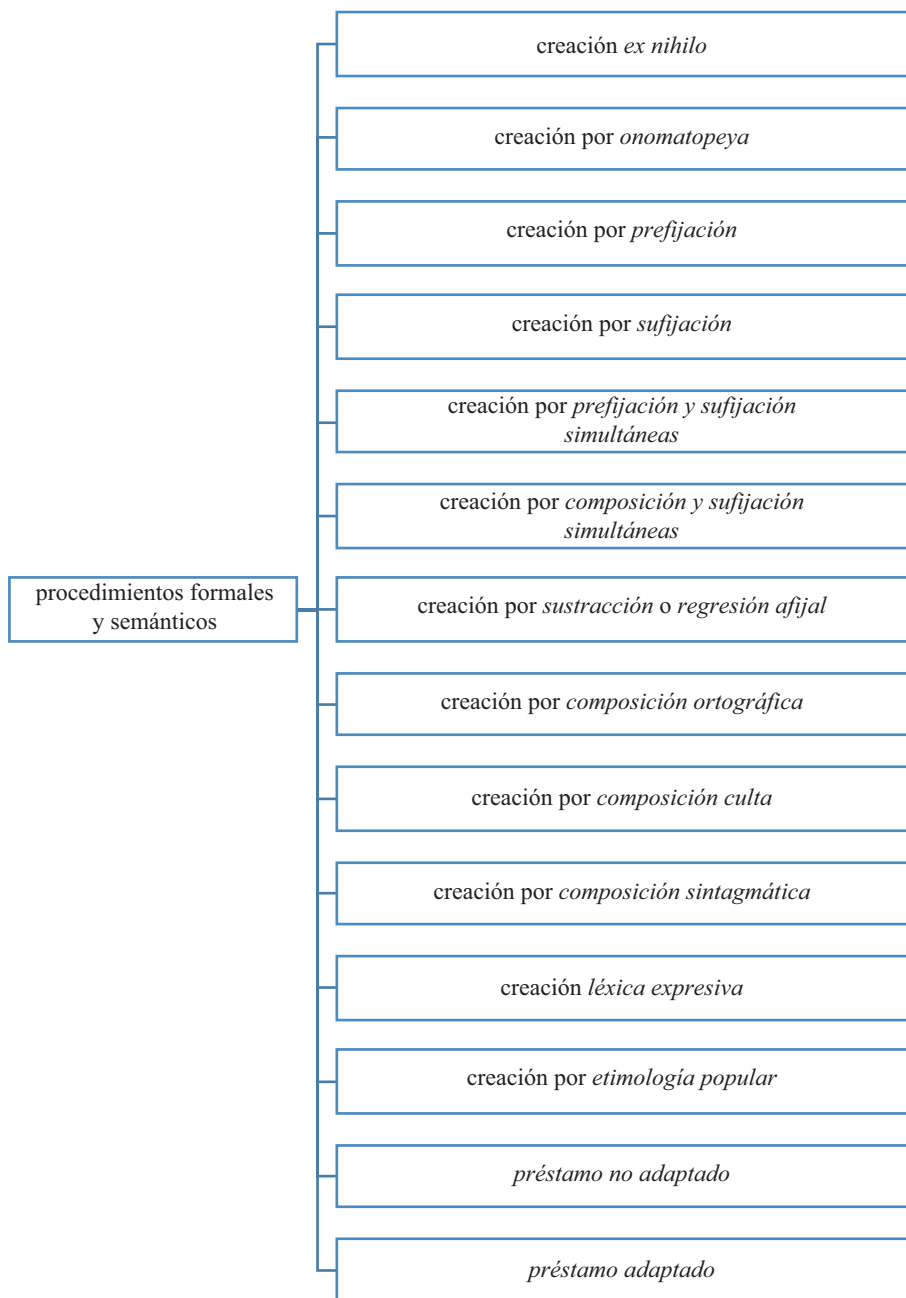 creación ex nihilo
creación por onomatopeya
creación por prefijación
creación por sufijación
creación por prefijación y sufijación
simultáneas
creación por composición y sufijación
simultáneas
procedimientos formales
y semánticos
creación por sustracción o regresión afijal
creación por composición ortográfica
creación por composición culta
creación por composición sintagmática
creación léxica expresiva
creación por etimología popular
préstamo no adaptado
préstamo adaptado